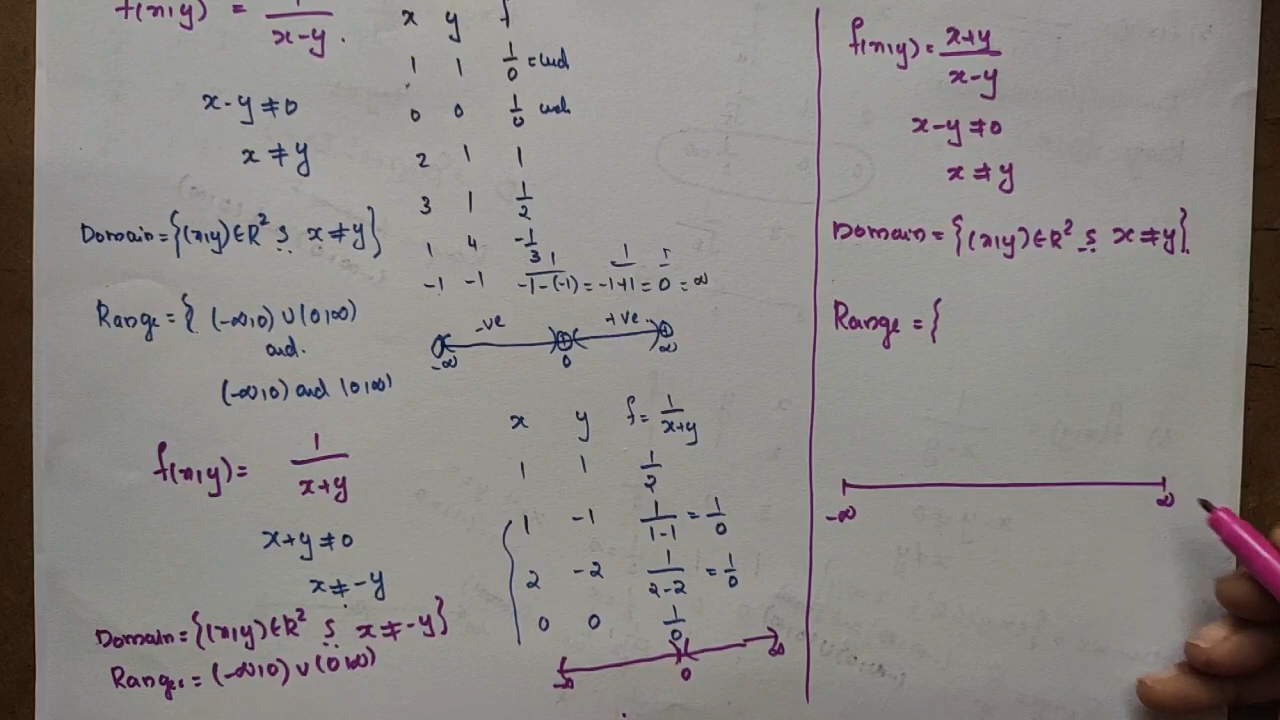 f(x,y) = 1/(x-y).
x-y≠0
x≠y
Domain={(x,y)∈R² ; x≠y}
Range={ (-∞,0) ∪ (0,∞)
and.
(-∞,0) and (0,∞)
x y f
1 1 1/0 = und
0 0 1/0 und
2 1 1
3 1 1/2
1 4 -1/3
-1 -1 1/(-1-(-1)) = 1/(-1+1) = 1/0 = ∞
-ve +ve
-∞ 0 ∞
f(x,y)= 1/(x+y)
x+y≠0
x≠-y
Domain={(x,y)∈R² ; x≠-y}
Range = (-∞,0) ∪ (0,∞)
x y f= 1/(x+y)
1 1 1/2
1 -1 1/(1-1) = 1/0
2 -2 1/(2-2) = 1/0
0 0 1/0
-∞ 0 ∞
f(x,y)= (x+y)/(x-y)
x-y≠0
x≠y
Domain={(x,y)∈R² ; x≠y}.
Range = {
-∞ ∞